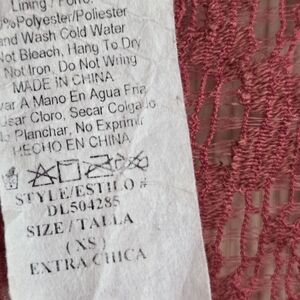 Lining / Forro:
%Polyester/Poliester
and Wash Cold Water
Not Bleach, Hang To Dry
Not Iron, Do Not Wring
MADE IN CHINA
var A Mano En Agua Fria
Usar Cloro, Secar Colgado
o Planchar, No Exprimir
HECHO EN CHINA
STYLE/ESTILO #
DL504285
SIZE/TALLA
(XS)
EXTRA CHICA